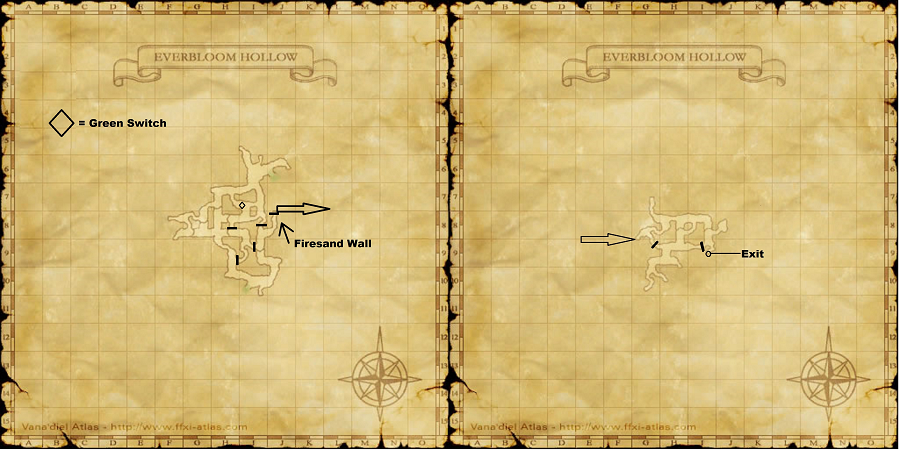 A B C D E F G H I J K L M N O
EVERBLOOM HOLLOW
= Green Switch
Firesand Wall
Vana'diel Atlas - http://www.ffxi-atlas.com
A B C D E F G H I J K L M N O
EVERBLOOM HOLLOW
Exit
Vana'diel Atlas - http://www.ffxi-atlas.com